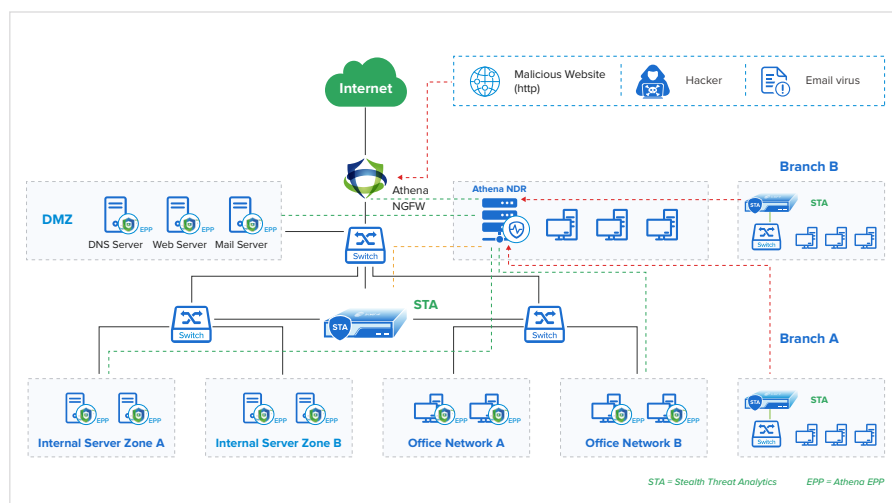 Internet
Malicious Website
(http)
Hacker
Email virus
Athena
NGFW
Athena NDR
Branch B
STA
STA
Switch
DMZ
EPP
EPP
EPP
DNS Server
Web Server
Mail Server
Switch
STA
STA
Switch
Switch
Branch A
STA
STA
Switch
EPP
EPP
Internal Server Zone A
EPP
EPP
Internal Server Zone B
EPP
EPP
Office Network A
EPP
EPP
Office Network B
STA = Stealth Threat Analytics
EPP = Athena EPP